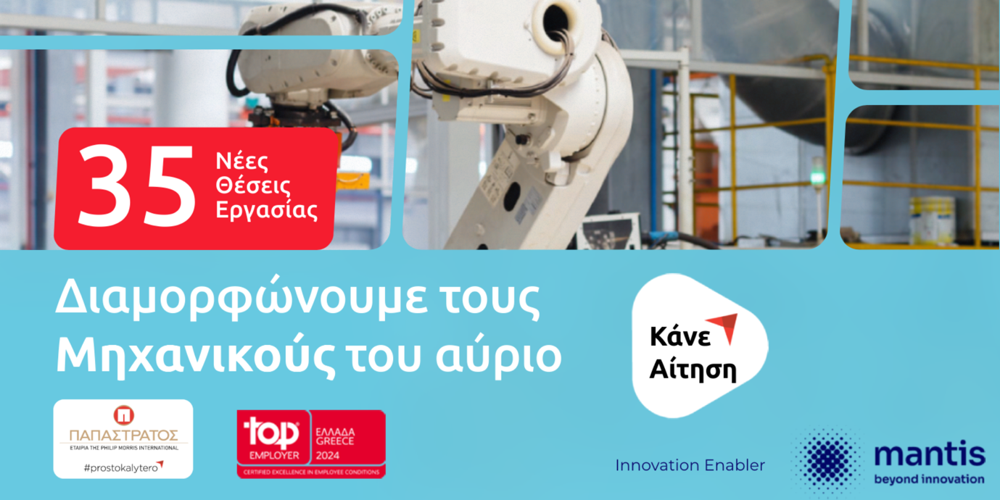 35
Νέες
Θέσεις
Εργασίας
Διαμορφώνουμε τους
Μηχανικούς του αύριο
Κάνε
Αίτηση
ΠΑΠΑΣΤΡΑΤΟΣ
ΕΤΑΙΡΙΑ ΤΗΣ PHILIP MORRIS INTERNATIONAL
#prostokalytero
top
EMPLOYER
ΕΛΛΑΔΑ
GREECE
2024
CERTIFIED EXCELLENCE IN EMPLOYEE CONDITIONS
Innovation Enabler
mantis
beyond innovation